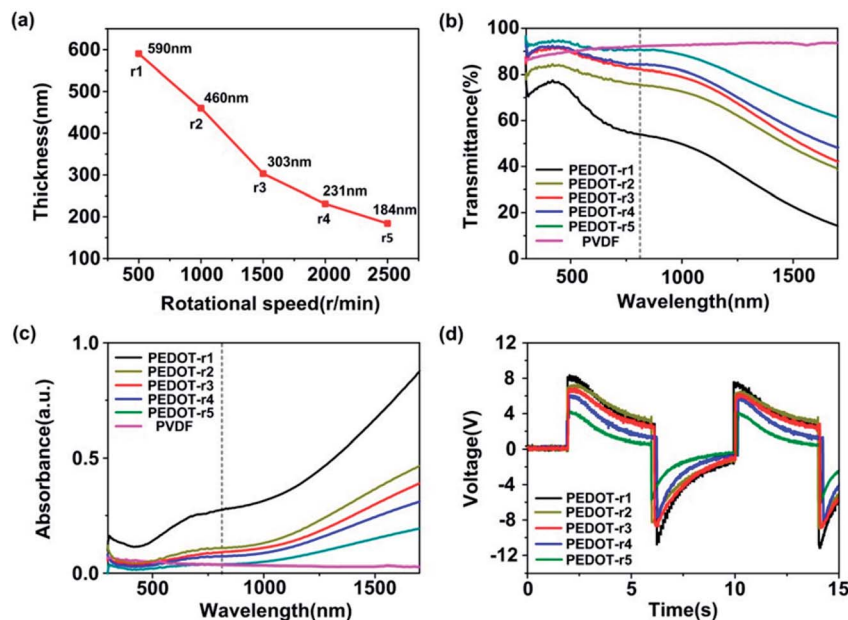 (a)
600
500
400
300
200
100
Thickness(nm)
590nm
r1
460nm
r2
303nm
r3
231nm
r4
184nm
r5
500 1000 1500 2000 2500
Rotational speed(r/min)
(b)
100
80
60
40
20
0
Transmittance(%)
PEDOT-r1
PEDOT-r2
PEDOT-r3
PEDOT-r4
PEDOT-r5
PVDF
500 1000 1500
Wavelength(nm)
(c)
1.0
0.5
0.0
Absorbance(a.u.)
PEDOT-r1
PEDOT-r2
PEDOT-r3
PEDOT-r4
PEDOT-r5
PVDF
500 1000 1500
Wavelength(nm)
(d)
12
8
4
0
-4
-8
-12
Voltage(V)
PEDOT-r1
PEDOT-r2
PEDOT-r3
PEDOT-r4
PEDOT-r5
0 5 10 15
Time(s)